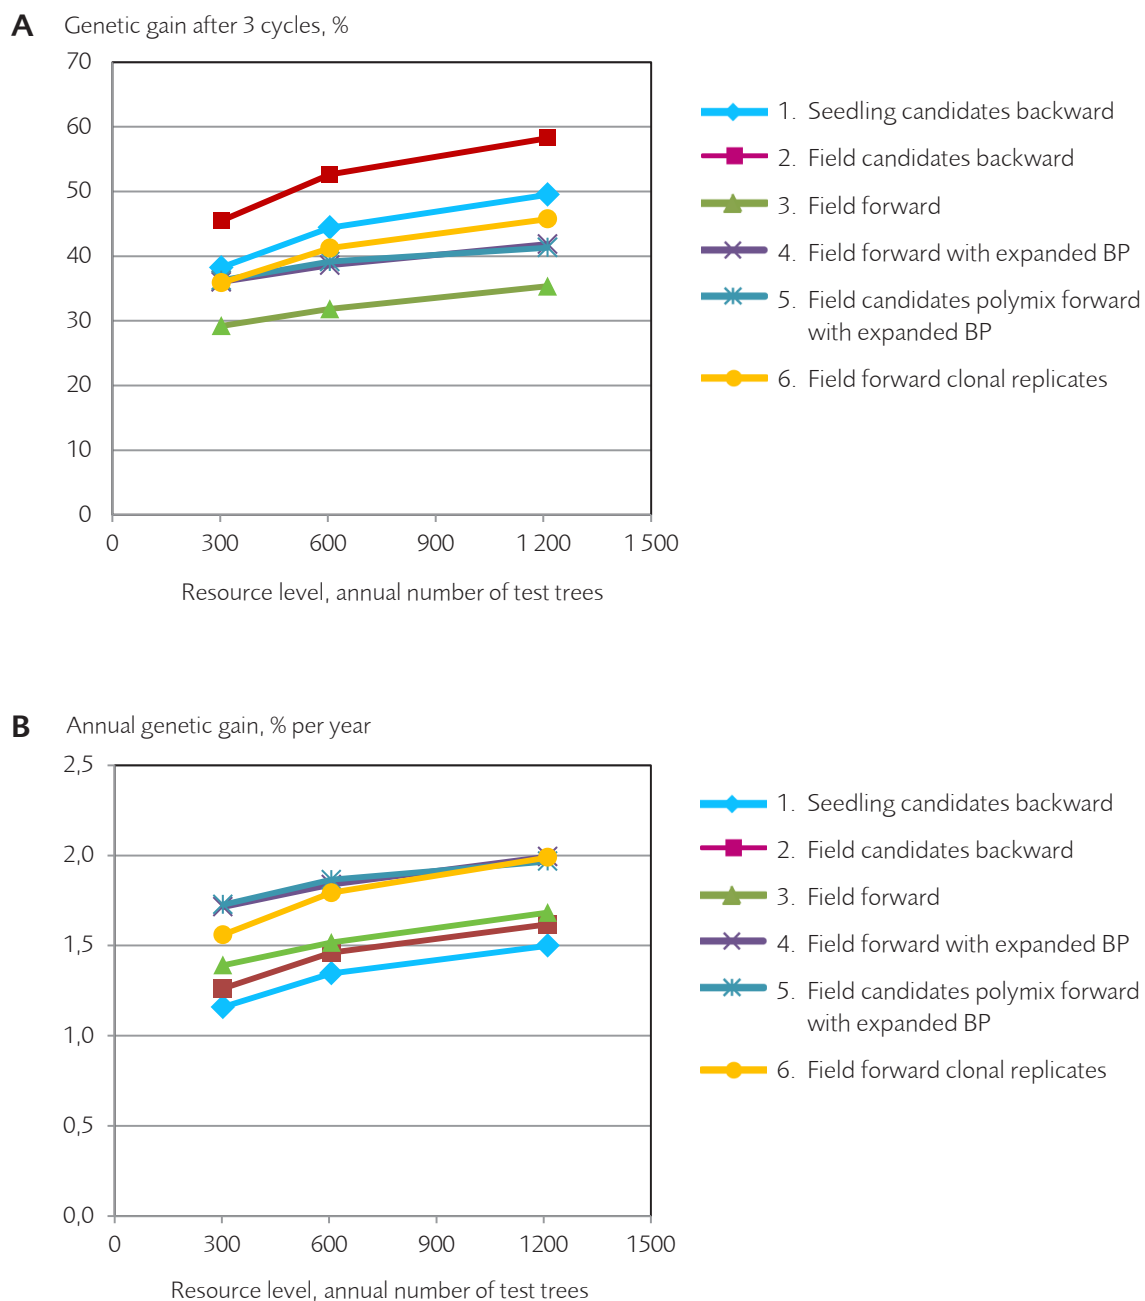 A Genetic gain after 3 cycles, %
70
60
50
40
30
20
10
0
0 300 600 900 1 200 1 500
Resource level, annual number of test trees
1. Seedling candidates backward
2. Field candidates backward
3. Field forward
4. Field forward with expanded BP
5. Field candidates polymix forward
with expanded BP
6. Field forward clonal replicates
B Annual genetic gain, % per year
2,5
2,0
1,5
1,0
0,5
0,0
0 300 600 900 1200 1500
Resource level, annual number of test trees
1. Seedling candidates backward
2. Field candidates backward
3. Field forward
4. Field forward with expanded BP
5. Field candidates polymix forward
with expanded BP
6. Field forward clonal replicates